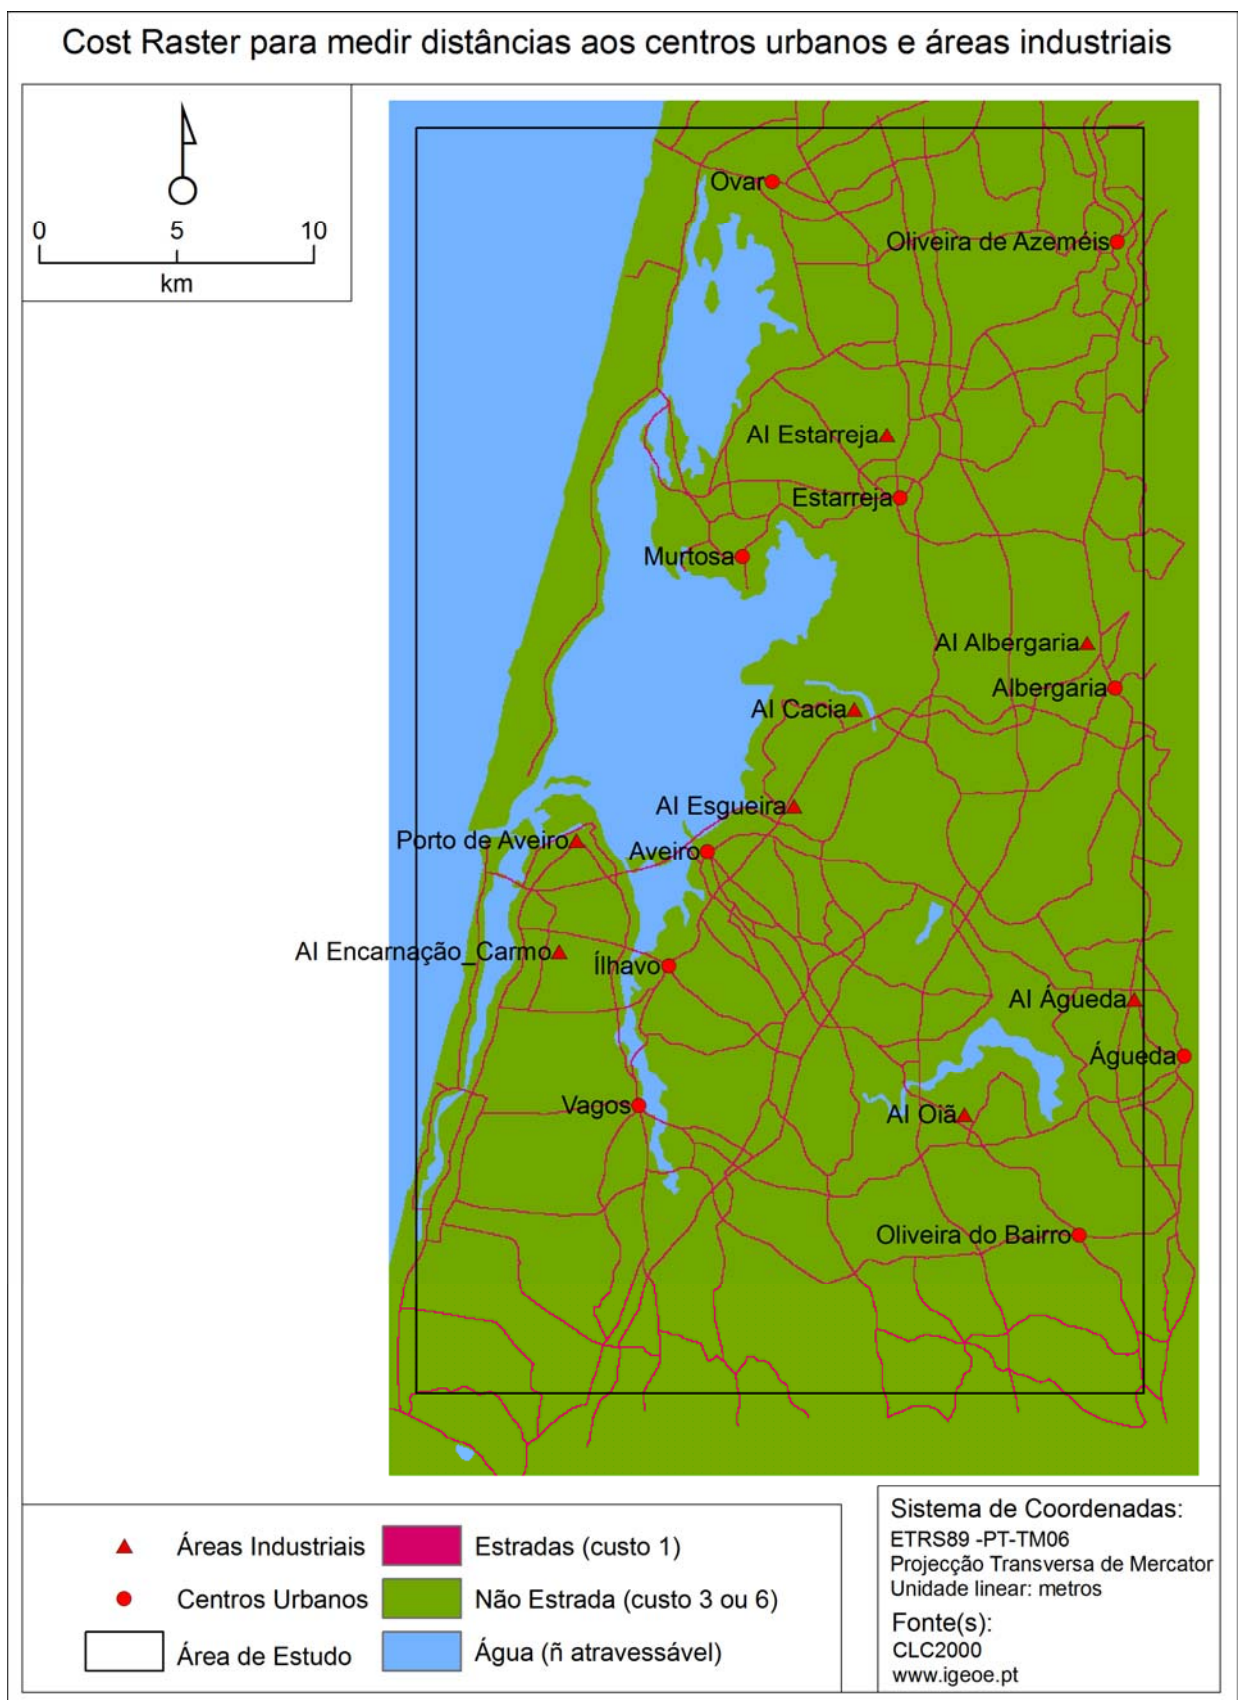 Cost Raster para medir distâncias aos centros urbanos e áreas industriais
0 5 10
km
Ovar
Oliveira de Azeméis
AI Estarreja
Estarreja
Murtosa
AI Albergaria
Albergaria
AI Cacia
AI Esgueira
Porto de Aveiro
Aveiro
AI Encarnação_Carmo
Ílhavo
AI Águeda
Águeda
Vagos
AI Oiã
Oliveira do Bairro
Áreas Industriais
Centros Urbanos
Área de Estudo
Estradas (custo 1)
Não Estrada (custo 3 ou 6)
Água (ñ atravessável)
Sistema de Coordenadas:
ETRS89 -PT-TM06
Projecção Transversa de Mercator
Unidade linear: metros
Fonte(s):
CLC2000
www.igeoe.pt